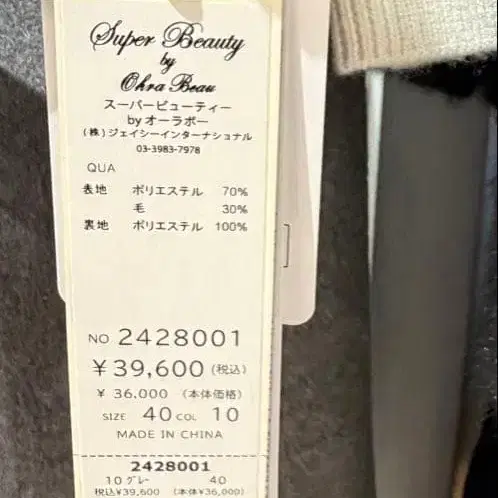 Super Beauty
by
Ohra Beau
スーパービューティー
by オーラボー
(株)ジェイシーインターナショナル
03-3983-7978
QUA
表地 ポリエステル 70%
毛 30%
裏地 ポリエステル 100%
NO 2428001
¥39,600 (税込)
¥ 36,000 (本体価格)
SIZE 40 COL 10
MADE IN CHINA
2428001
10 グレー 40
税込¥39,600 (本体¥36,000)